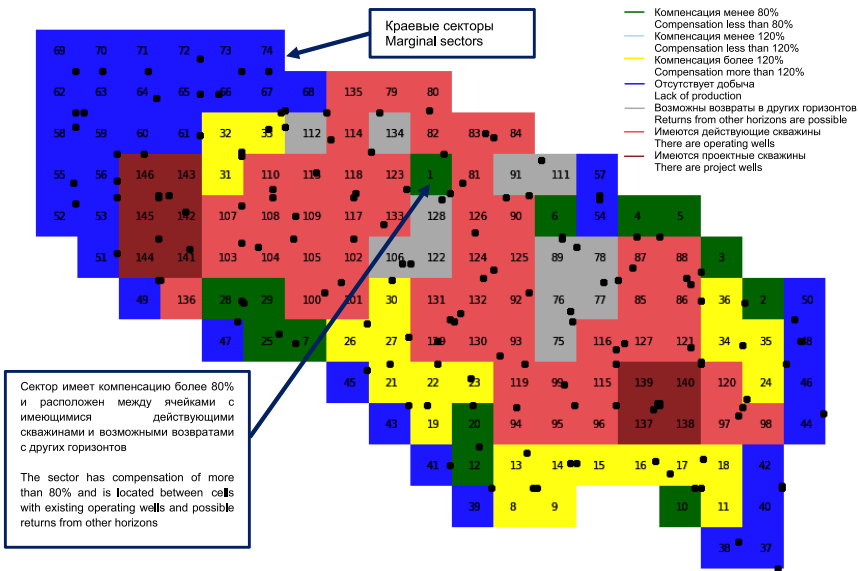 Краевые секторы
Marginal sectors
Компенсация менее 80%
Compensation less than 80%
Компенсация менее 120%
Compensation less than 120%
Компенсация более 120%
Compensation more than 120%
Отсутствует добыча
Lack of production
Возможны возвраты в других горизонтов
Returns from other horizons are possible
Имеются действующие скважины
There are operating wells
Имеются проектные скважины
There are project wells
69 70 71 72 73 74
62 63 64 65 66 67 68 135 79 80
58 59 60 61 32 33 112 114 134 82 83 84
55 56 146 143 31 110 113 118 123 1 81 91 111 57
52 53 145 142 107 108 109 117 133 128 126 90 6 54 4 5
51 144 141 103 104 105 102 106 122 124 125 89 78 87 88 3
49 136 28 29 100 101 30 131 132 92 76 77 85 86 36 2 50
47 25 7 26 27 129 130 93 75 116 127 121 34 35 48
45 21 22 23 119 99 115 139 140 120 24 46
43 19 20 94 95 96 137 138 97 98 44
41 12 13 14 15 16 17 18 42
39 8 9 10 11 40
38 37
Сектор имеет компенсацию более 80%
и расположен между ячейками с
имеющимися действующими
скважинами и возможными возвратами
с других горизонтов
The sector has compensation of more
than 80% and is located between cells
with existing operating wells and possible
returns from other horizons